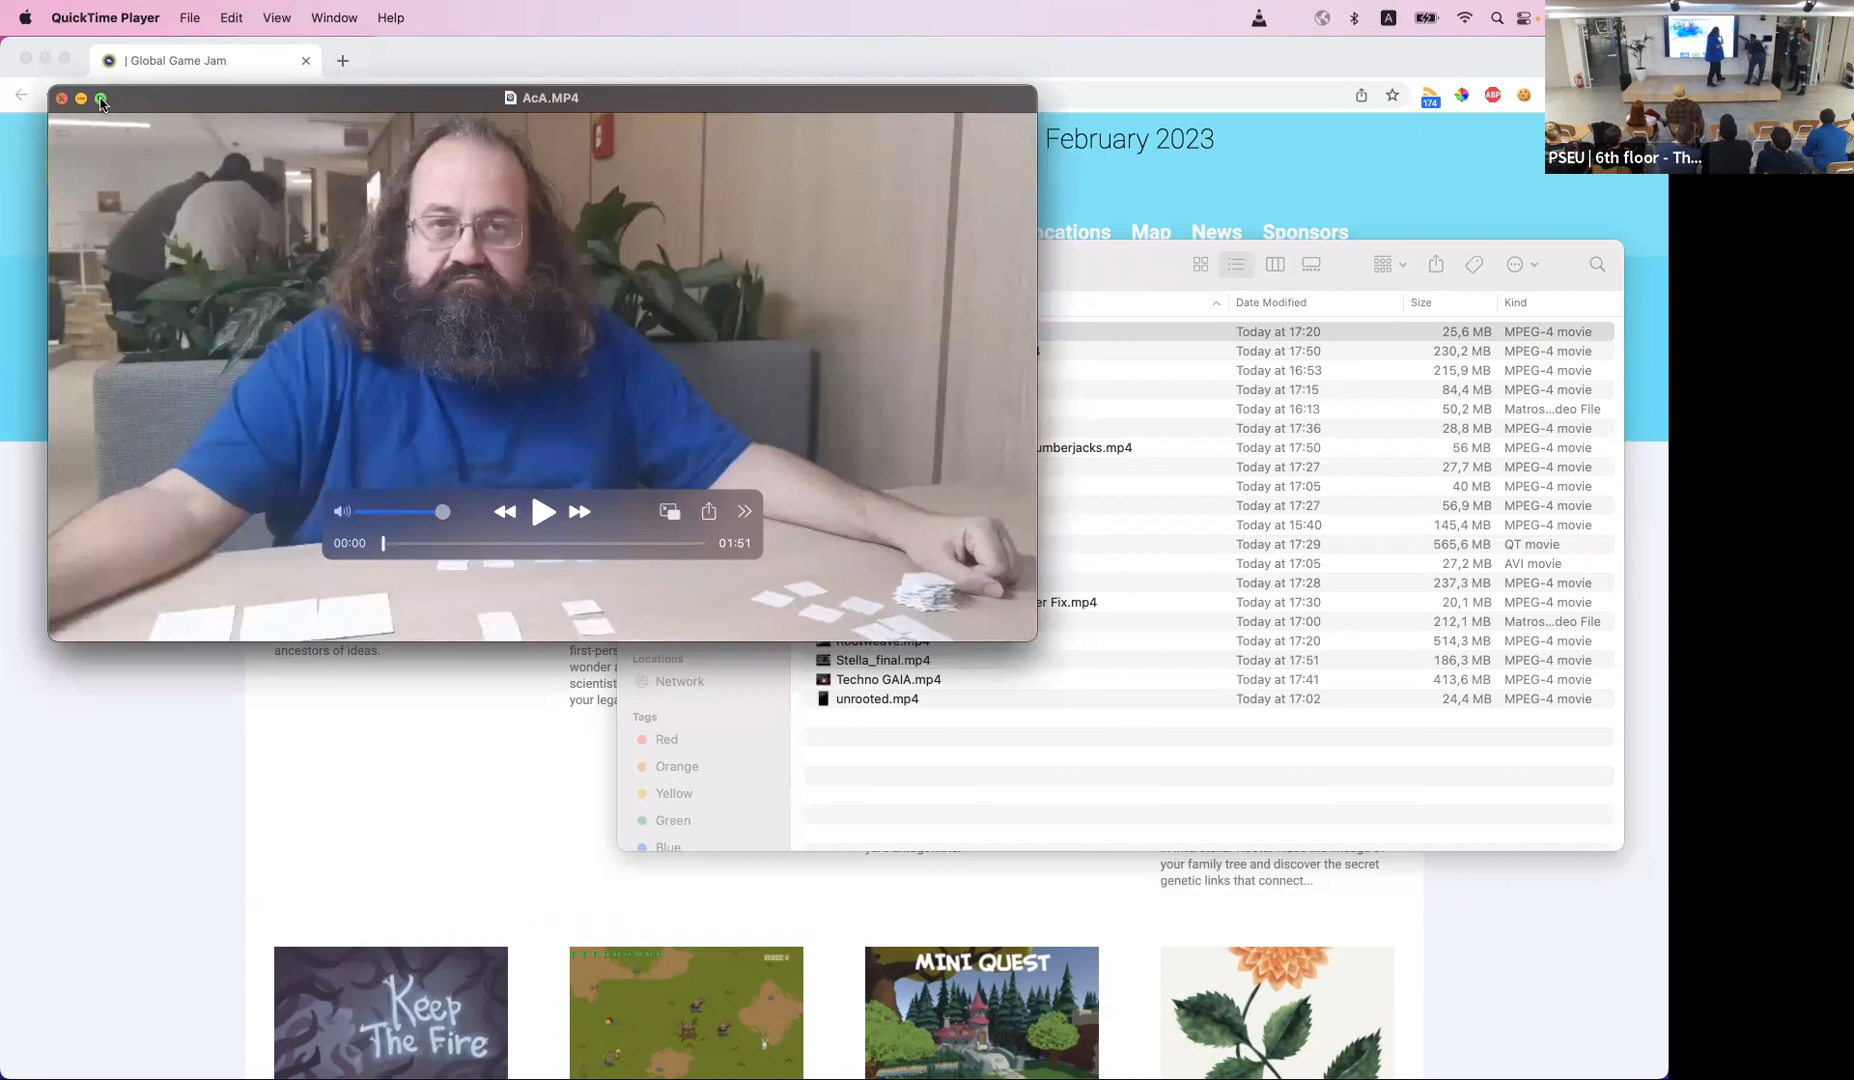 QuickTime Player File Edit View Window Help
A
| Global Game Jam
AcA.MP4
174
ABP
PSEU | 6th floor - Th...
February 2023
ocations Map News Sponsors
Date Modified Size Kind
Today at 17:20 25,6 MB MPEG-4 movie
Today at 17:50 230,2 MB MPEG-4 movie
Today at 16:53 215,9 MB MPEG-4 movie
Today at 17:15 84,4 MB MPEG-4 movie
Today at 16:13 50,2 MB Matros...deo File
Today at 17:36 28,8 MB MPEG-4 movie
umberjacks.mp4 Today at 17:50 56 MB MPEG-4 movie
Today at 17:27 27,7 MB MPEG-4 movie
Today at 17:05 40 MB MPEG-4 movie
Today at 17:27 56,9 MB MPEG-4 movie
Today at 15:40 145,4 MB MPEG-4 movie
Today at 17:29 565,6 MB QT movie
Today at 17:05 27,2 MB AVI movie
Today at 17:28 237,3 MB MPEG-4 movie
er Fix.mp4 Today at 17:30 20,1 MB MPEG-4 movie
Today at 17:00 212,1 MB Matros...deo File
Today at 17:20 514,3 MB MPEG-4 movie
Stella_final.mp4 Today at 17:51 186,3 MB MPEG-4 movie
Techno GAIA.mp4 Today at 17:41 413,6 MB MPEG-4 movie
unrooted.mp4 Today at 17:02 24,4 MB MPEG-4 movie
00:00 01:51
Locations
Network
Tags
Red
Orange
Yellow
Green
Blue
ancestors of ideas.
first-pers
wonder a
scientist
your lega
your family tree and discover the secret
genetic links that connect...
Keep
The Fire
MINI QUEST